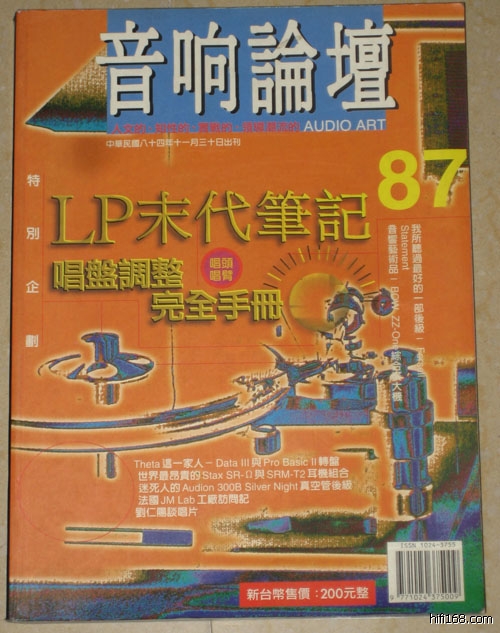 音响論壇
AUDIO ART
中華民國八十四年十一月三十日出刊
87
特別企劃
LP末代筆記
唱盤調整
唱頭
唱臂
完全手冊
我所聽過最好的一部後級
Statement
音響藝術品
Theta這一家人－Data III與Pro Basic II轉盤
世界最昂貴的Stax SR-Ω與SRM-T2耳機組合
迷死人的Audion 300B Silver Night真空管後級
法國JM Lab工廠訪問記
劉仁陽談唱片
ISSN 1024-3755
9 771024 375009
新台幣售價：200元整
hifi168.com